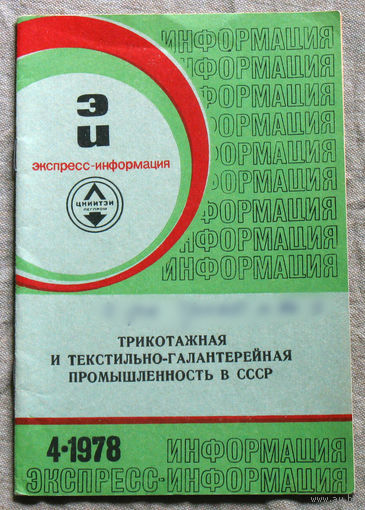 ИНФОРМАЦИЯ
ИНФОРМАЦИЯ
ИНФОРМАЦИЯ
ИНФОРМАЦИЯ
ИНФОРМАЦИЯ
ИНФОРМАЦИЯ
ИНФОРМАЦИЯ
ИНФОРМАЦИЯ
ИНФОРМАЦИЯ
Э
И
экспресс-информация
ЦНИИТЭИ
ЛЕГПРОМ
ТРИКОТАЖНАЯ
И ТЕКСТИЛЬНО-ГАЛАНТЕРЕЙНАЯ
ПРОМЫШЛЕННОСТЬ В СССР
4·1978 ИНФОРМАЦИЯ
ЭКСПРЕСС-ИНФОРМАЦИЯ